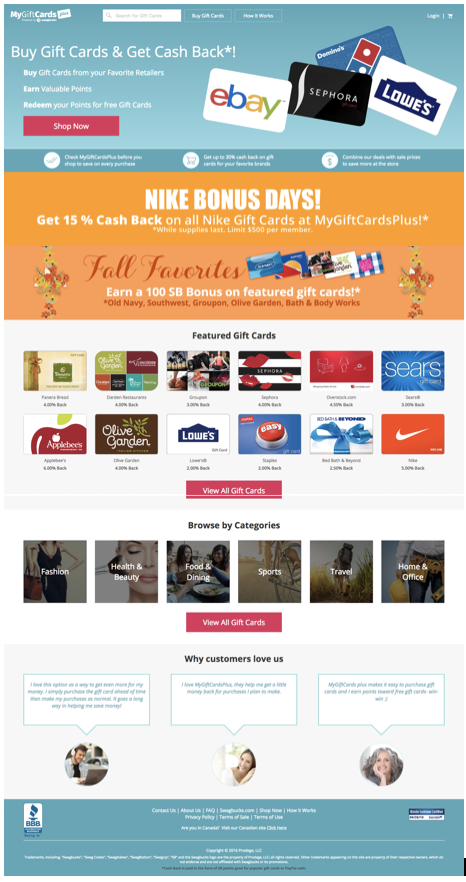 MyGiftCards plus
Powered by swagbucks
Search for Gift Cards
Buy Gift Cards
How It Works
Login
Buy Gift Cards & Get Cash Back*!
Buy Gift Cards from your Favorite Retailers
Earn Valuable Points
Redeem your Points for free Gift Cards
Shop Now
Domino's
ebay
SEPHORA
LOWE'S
Check MyGiftCardsPlus before you
shop to save on every purchase
Get up to 30% cash back on gift
cards for your favorite brands
Combine our deals with sale prices
to save more at the store
NIKE BONUS DAYS!
Get 15 % Cash Back on all Nike Gift Cards at MyGiftCardsPlus!*
*While supplies last. Limit $500 per member.
Fall Favorites
Earn a 100 SB Bonus on featured gift cards!*
*Old Navy, Southwest, Groupon, Olive Garden, Bath & Body Works
Featured Gift Cards
Panera Bread
4.00% Back
Darden Restaurants
4.00% Back
Groupon
3.00% Back
Sephora
4.00% Back
Overstock.com
4.50% Back
Sears®
3.00% Back
Applebee's
6.00% Back
Olive Garden
4.00% Back
Lowe's®
2.00% Back
Staples
2.00% Back
Bed Bath & Beyond
2.50% Back
Nike
5.00% Back
View All Gift Cards
Browse by Categories
Fashion
Health &
Beauty
Food &
Dining
Sports
Travel
Home &
Office
View All Gift Cards
Why customers love us
I love this option as a way to get even more for my
money. I simply purchase the gift card ahead of time
then make my purchases as normal. It goes a long
way in helping me save money!
I love MyGiftCardsPlus, they help me get a little
money back for purchases I plan to make.
MyGiftCards plus makes it easy to purchase gift
cards and I earn points toward free gift cards- win-
win :)
BBB
Contact Us | About Us | FAQ | Swagbucks.com | Shop Now | How It Works
Privacy Policy | Terms of Sale | Terms of Use
Are you in Canada? Visit our Canadian site Click Here
Copyright © 2016 Prodege, LLC